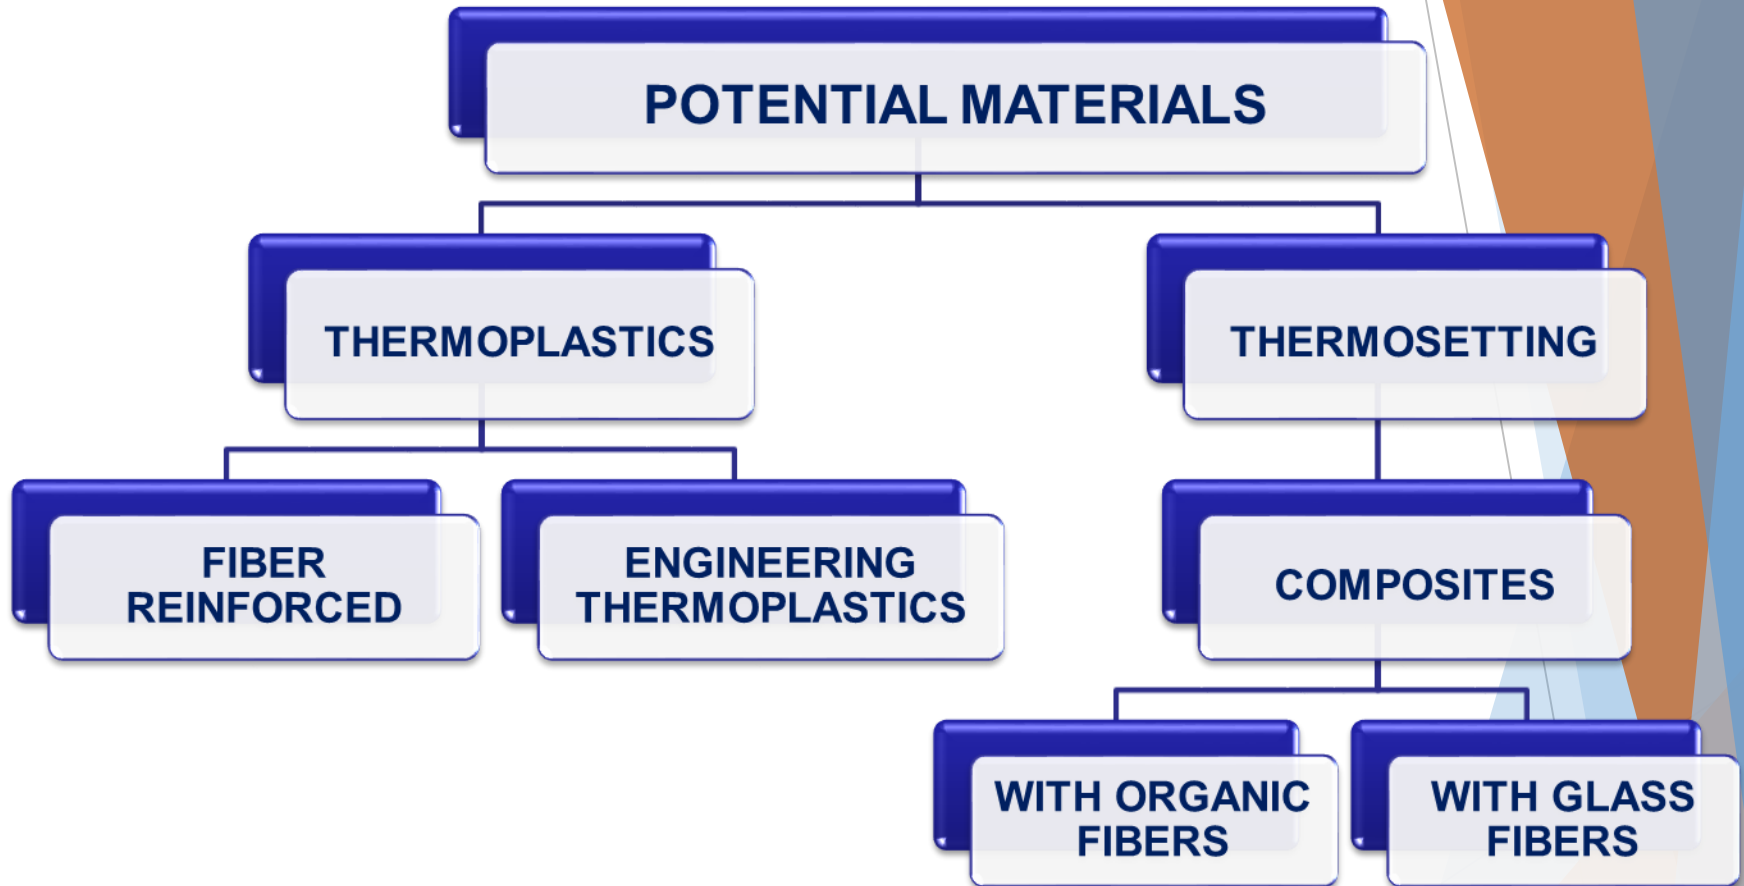 POTENTIAL MATERIALS
THERMOPLASTICS
THERMOSETTING
FIBER
REINFORCED
ENGINEERING
THERMOPLASTICS
COMPOSITES
WITH ORGANIC
FIBERS
WITH GLASS
FIBERS